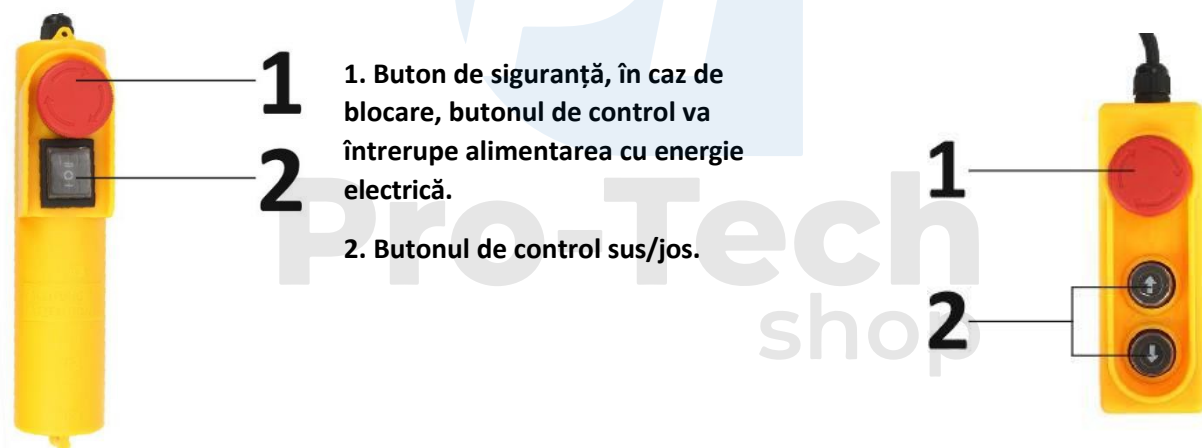 1
2
1. Buton de siguranță, în caz de
blocare, butonul de control va
întrerupe alimentarea cu energie
electrică.
2. Butonul de control sus/jos.
Pro-Tech
shop
1
2